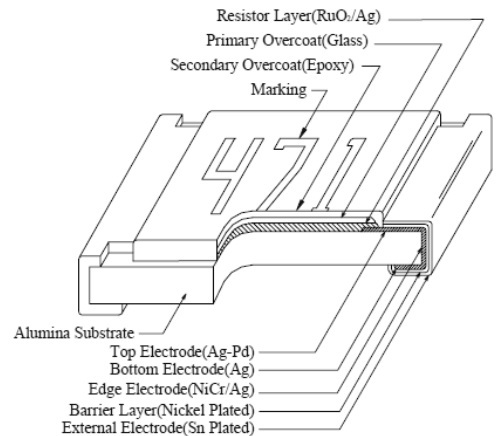 Resistor Layer(RuO₂/Ag)
Primary Overcoat(Glass)
Secondary Overcoat(Epoxy)
Marking
471
Alumina Substrate
Top Electrode(Ag-Pd)
Bottom Electrode(Ag)
Edge Electrode(NiCr/Ag)
Barrier Layer(Nickel Plated)
External Electrode(Sn Plated)